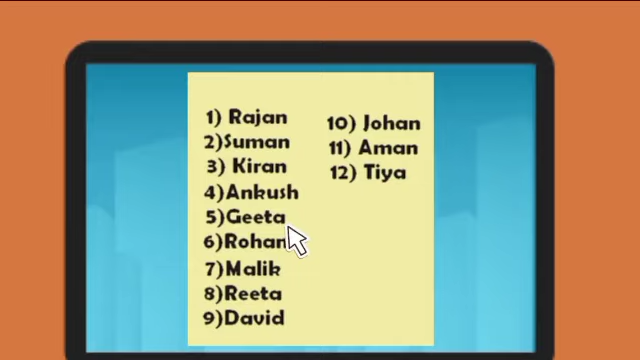 1) Rajan
2)Suman
3) Kiran
4)Ankush
5)Geeta
6)Rohan
7)Malik
8)Reeta
9)David
10) Johan
11) Aman
12) Tiya